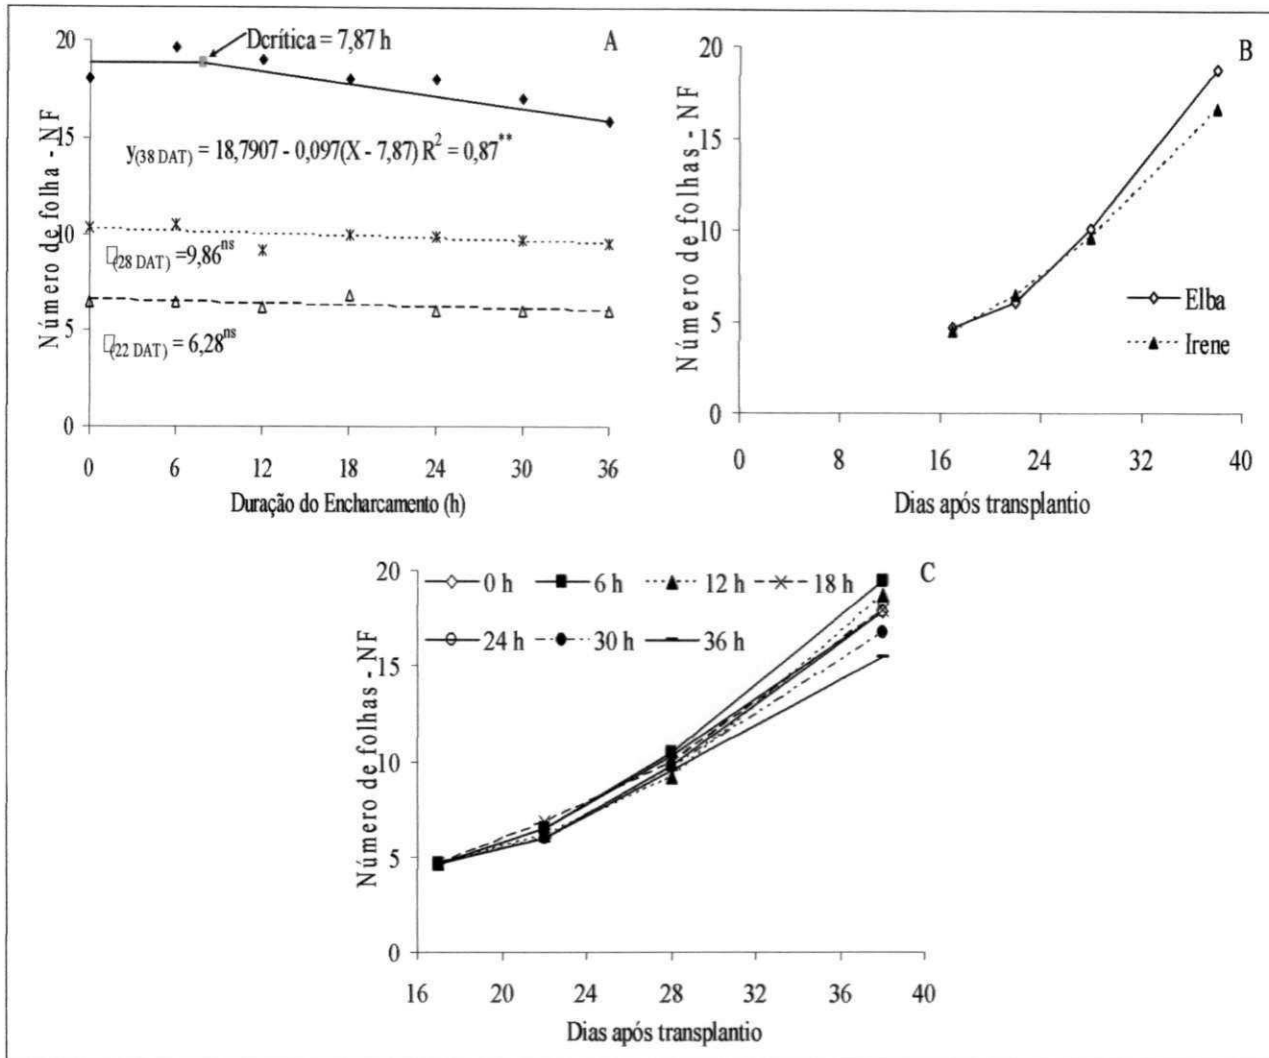 A
Dcrítica = 7,87 h
y(38 DAT) = 18,7907 - 0,097(X - 7,87) R² = 0,87**
(28 DAT) =9,86ns
(22 DAT) = 6,28ns
Número de folha - NF
20
15
10
5
0
0 6 12 18 24 30 36
Duração do Encharcamento (h)
B
Número de folhas - NF
20
15
10
5
0
Elba
Irene
0 8 16 24 32 40
Dias após transplantio
C
0 h 6 h 12 h 18 h
24 h 30 h 36 h
Número de folhas - NF
20
15
10
5
0
16 20 24 28 32 36 40
Dias após transplantio